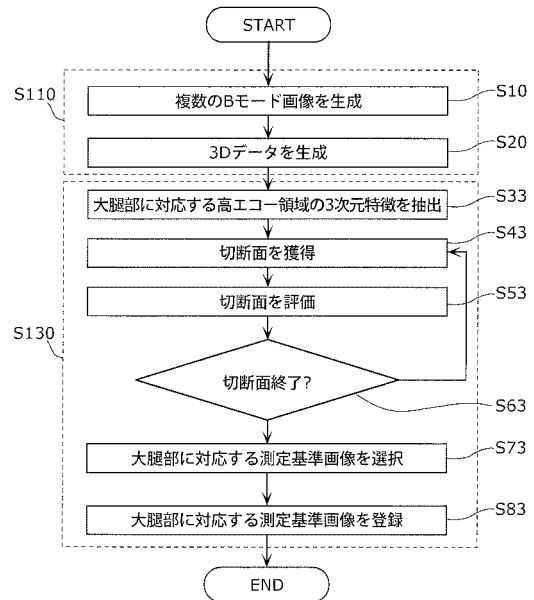 START
S110
複数のBモード画像を生成
S10
3Dデータを生成
S20
大腿部に対応する高エコー領域の3次元特徴を抽出
S33
切断面を獲得
S43
切断面を評価
S53
S130
切断面終了?
S63
大腿部に対応する測定基準画像を選択
S73
大腿部に対応する測定基準画像を登録
S83
END